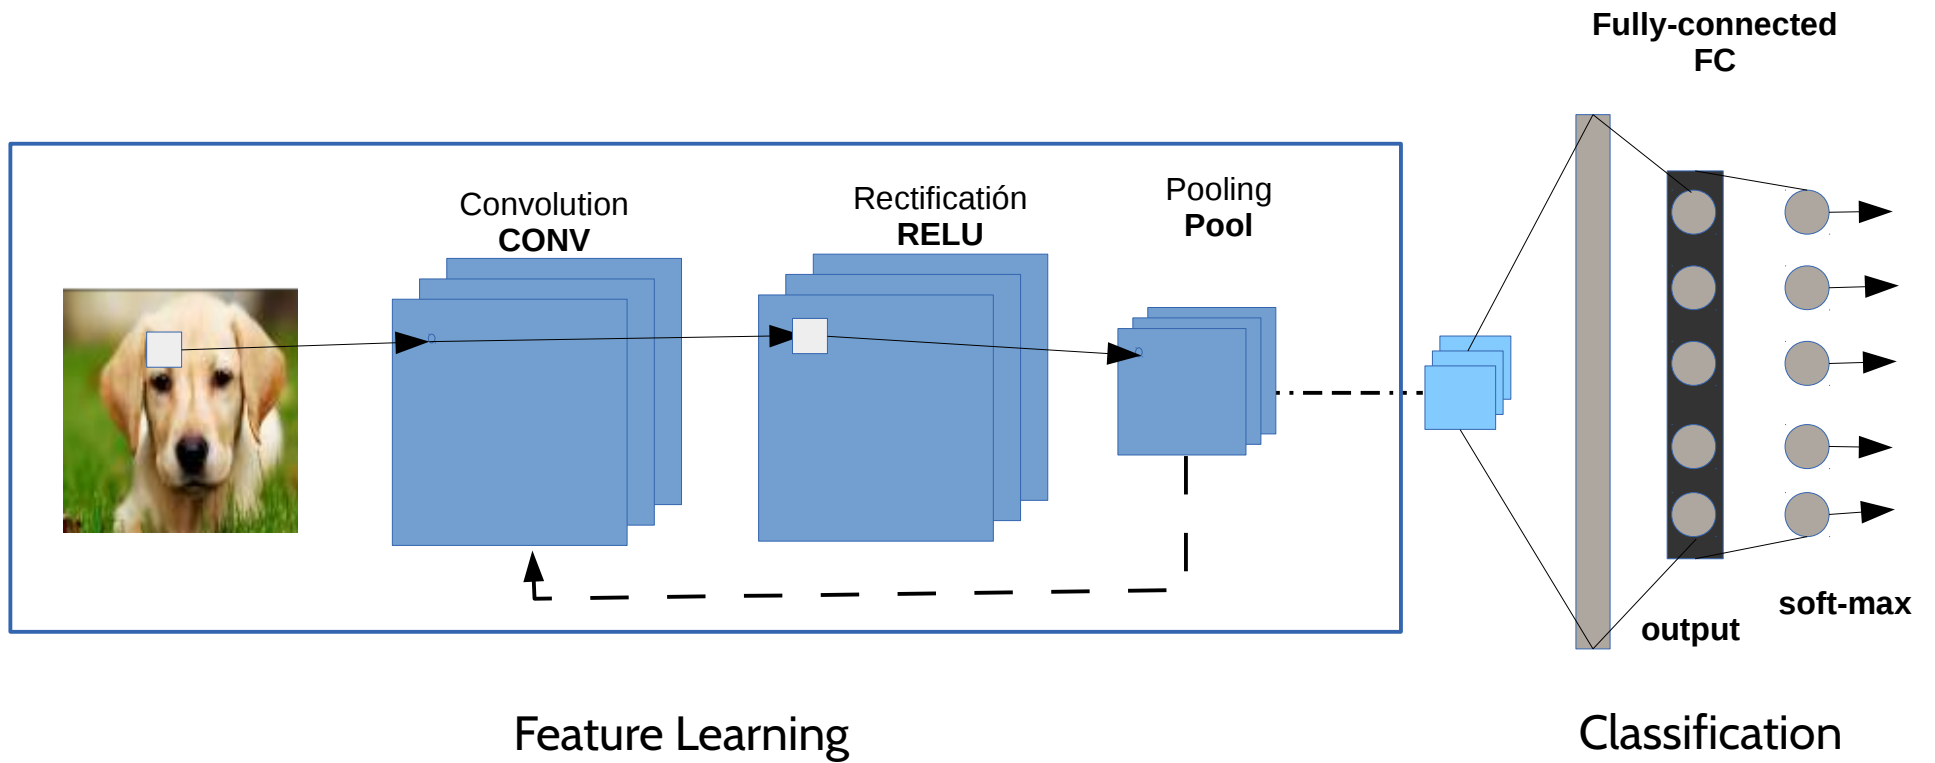 Fully-connected
FC
Convolution
CONV
Rectificatión
RELU
Pooling
Pool
output
soft-max
Feature Learning
Classification